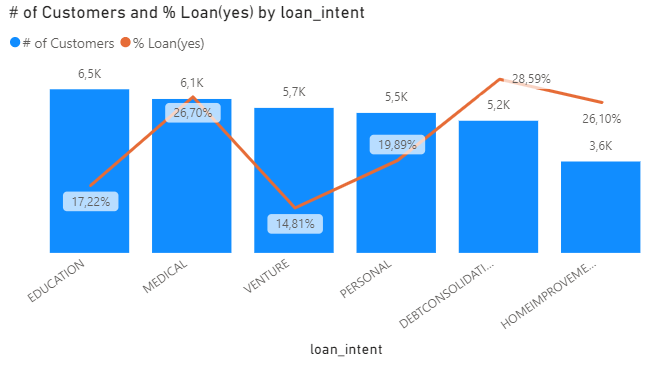 # of Customers and % Loan(yes) by loan_intent
# of Customers % Loan(yes)
6,5K
6,1K
5,7K
5,5K
5,2K
3,6K
17,22%
26,70%
14,81%
19,89%
28,59%
26,10%
EDUCATION
MEDICAL
VENTURE
PERSONAL
DEBTCONSOLIDATI...
HOMEIMPROVEME...
loan_intent